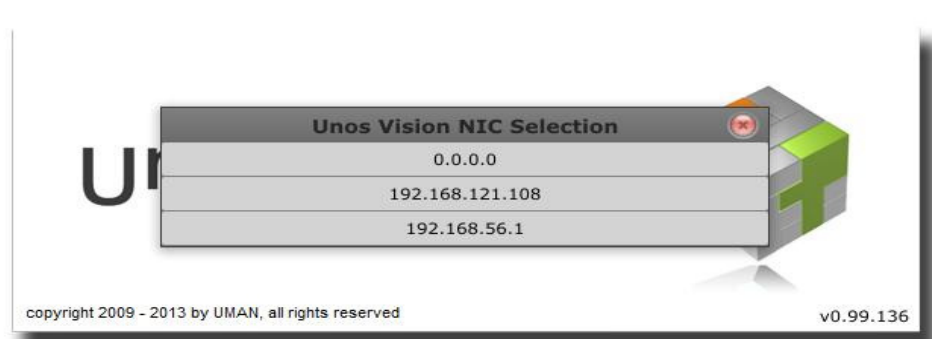 Unos Vision NIC Selection
0.0.0.0
192.168.121.108
192.168.56.1
copyright 2009 - 2013 by UMAN, all rights reserved
v0.99.136